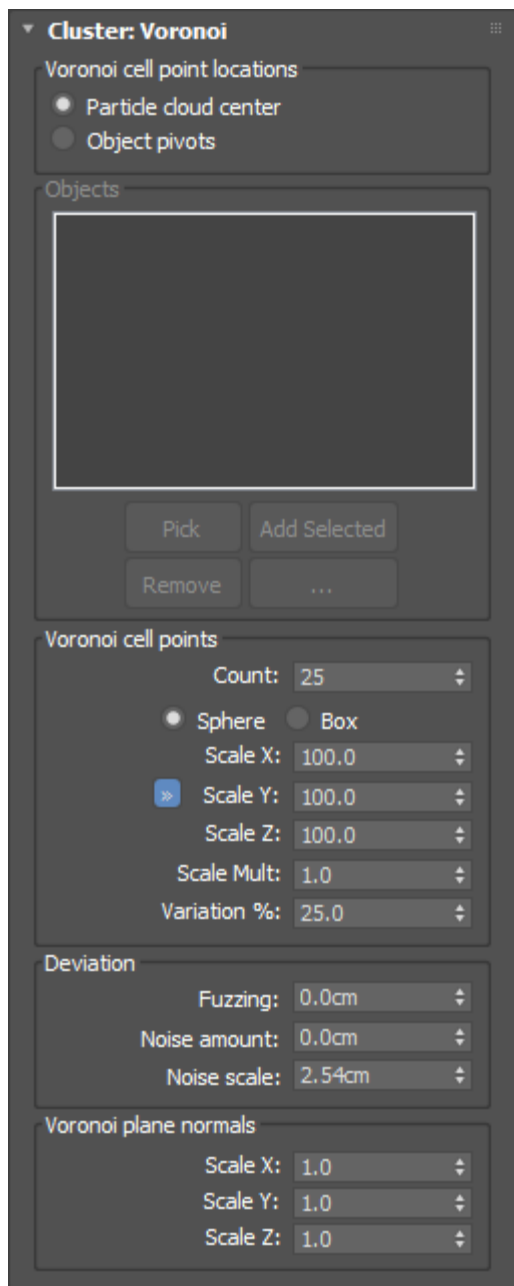 Cluster: Voronoi
Voronoi cell point locations
Particle cloud center
Object pivots
Objects
Pick Add Selected
Remove ...
Voronoi cell points
Count: 25
Sphere Box
Scale X: 100.0
» Scale Y: 100.0
Scale Z: 100.0
Scale Mult: 1.0
Variation %: 25.0
Deviation
Fuzzing: 0.0cm
Noise amount: 0.0cm
Noise scale: 2.54cm
Voronoi plane normals
Scale X: 1.0
Scale Y: 1.0
Scale Z: 1.0